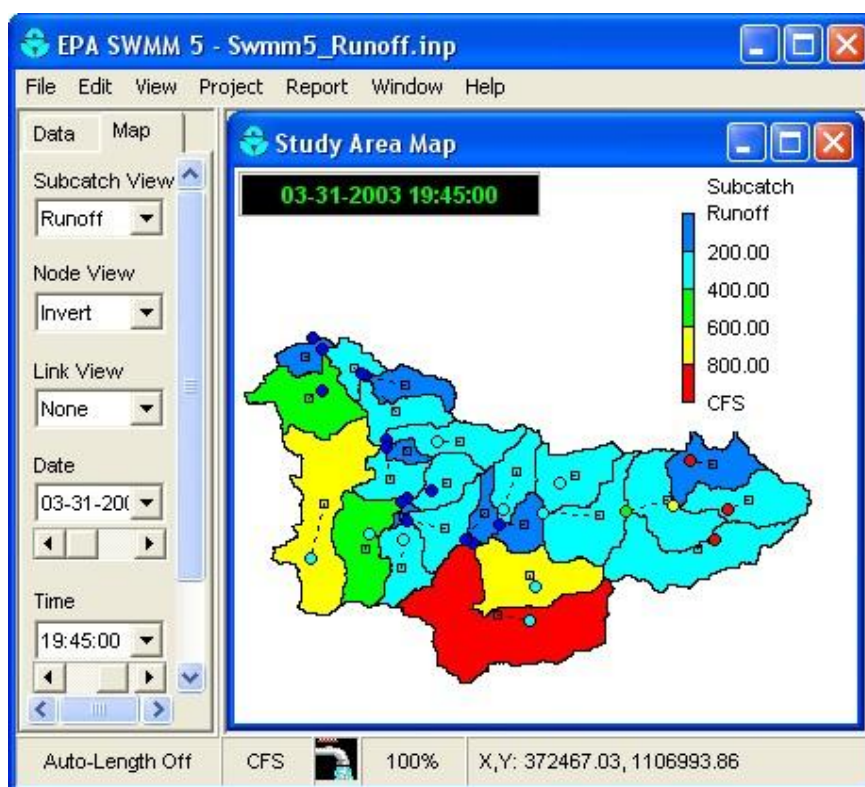 EPA SWMM 5 - Swmm5_Runoff.inp
File Edit View Project Report Window Help
Data Map
Subcatch View
Runoff
Node View
Invert
Link View
None
Date
03-31-200
Time
19:45:00
Study Area Map
03-31-2003 19:45:00
Subcatch
Runoff
200.00
400.00
600.00
800.00
CFS
Auto-Length Off CFS 100% X,Y: 372467.03, 1106993.86